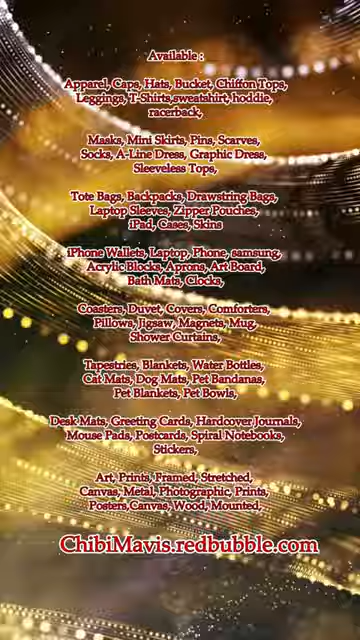 Available :
Apparel, Caps, Hats, Bucket, Chiffon Tops,
Leggings, T-Shirts,sweatshirt, hoddie,
racerback,
Masks, Mini Skirts, Pins, Scarves,
Socks, A-Line Dress, Graphic Dress,
Sleeveless Tops,
Tote Bags, Backpacks, Drawstring Bags,
Laptop Sleeves, Zipper Pouches,
iPad, Cases, Skins
iPhone Wallets, Laptop, Phone, samsung,
Acrylic Blocks, Aprons, Art Board,
Bath Mats, Clocks,
Coasters, Duvet, Covers, Comforters,
Pillows, Jigsaw, Magnets, Mug,
Shower Curtains,
Tapestries, Blankets, Water Bottles,
Cat Mats, Dog Mats, Pet Bandanas,
Pet Blankets, Pet Bowls,
Desk Mats, Greeting Cards, Hardcover Journals,
Mouse Pads, Postcards, Spiral Notebooks,
Stickers,
Art, Prints, Framed, Stretched,
Canvas, Metal, Photographic, Prints,
Posters,Canvas, Wood, Mounted,
ChibiMavis.redbubble.com